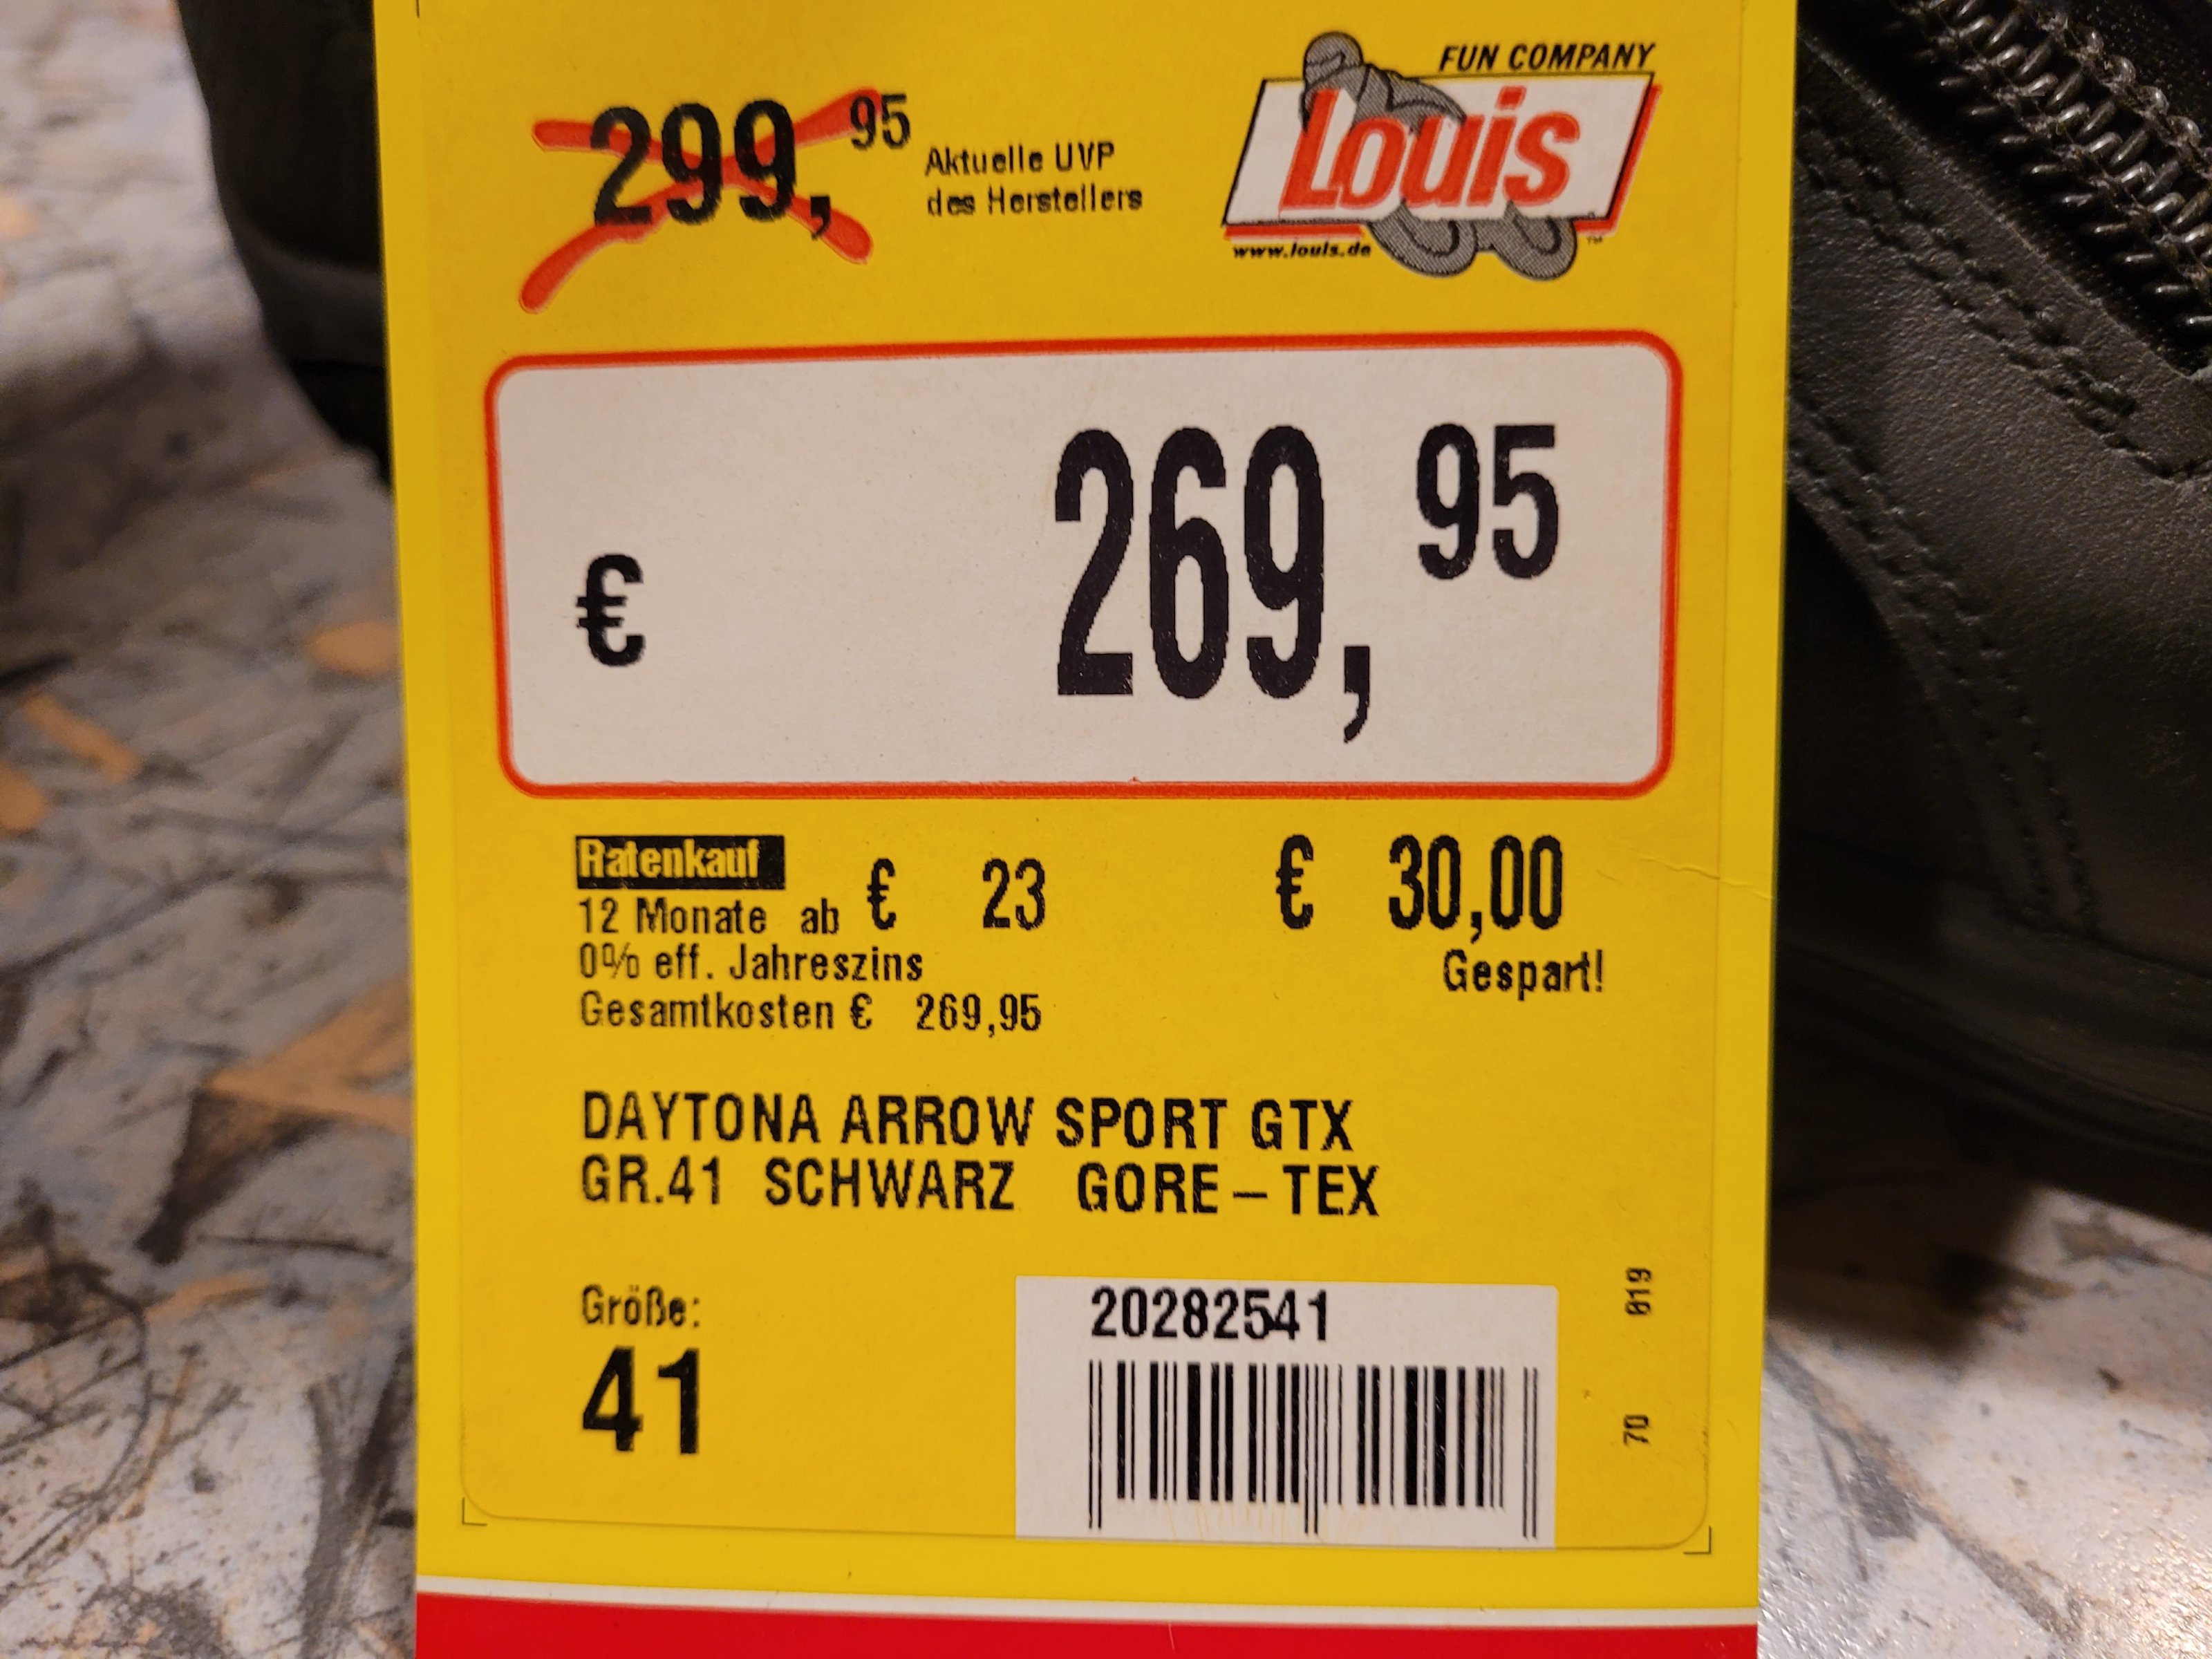 FUN COMPANY
Louis
www.louis.de
299,95
Aktuelle UVP
des Herstellers
€ 269,95
Ratenkauf
12 Monate ab € 23
0% eff. Jahreszins
Gesamtkosten € 269,95
€ 30,00
Gespart!
DAYTONA ARROW SPORT GTX
GR.41 SCHWARZ GORE-TEX
Größe:
41
20282541
70 019